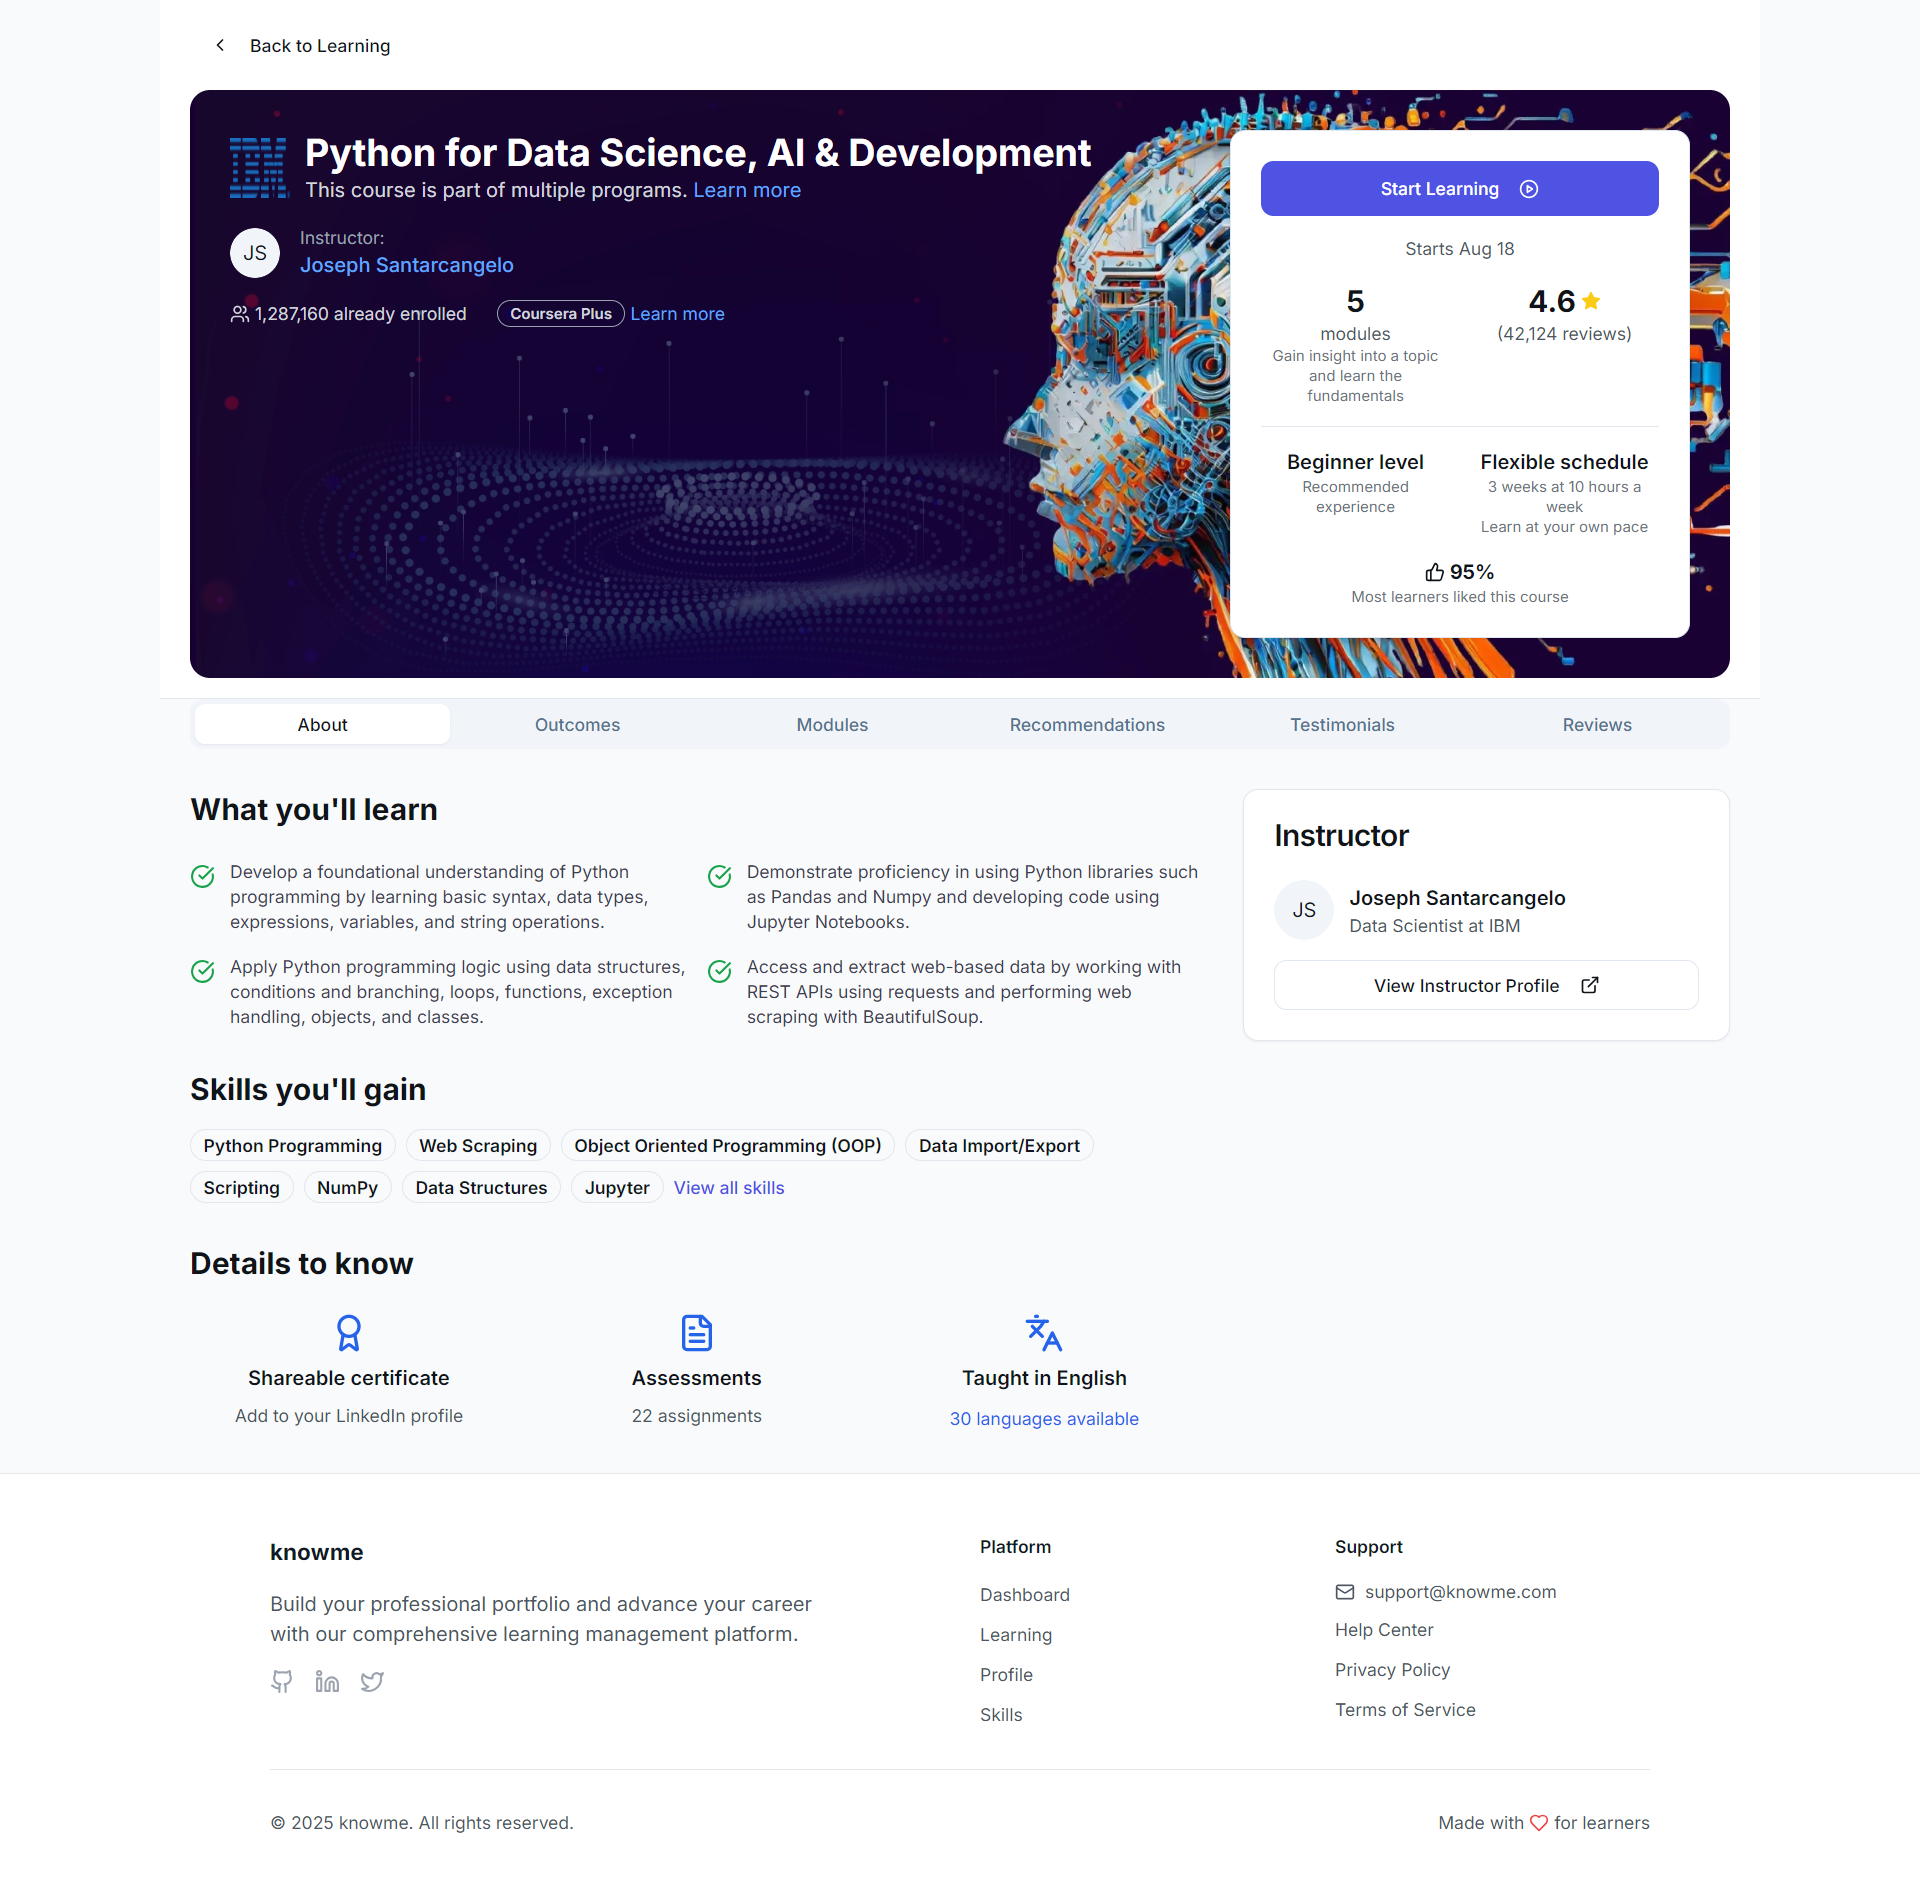 Back to Learning
IBM
Python for Data Science, AI & Development
This course is part of multiple programs. Learn more
JS
Instructor:
Joseph Santarcangelo
1,287,160 already enrolled
Coursera Plus Learn more
Start Learning
Starts Aug 18
5
modules
Gain insight into a topic
and learn the
fundamentals
4.6
(42,124 reviews)
Beginner level
Recommended
experience
Flexible schedule
3 weeks at 10 hours a
week
Learn at your own pace
95%
Most learners liked this course
About
Outcomes
Modules
Recommendations
Testimonials
Reviews
What you'll learn
Develop a foundational understanding of Python
programming by learning basic syntax, data types,
expressions, variables, and string operations.
Demonstrate proficiency in using Python libraries such
as Pandas and Numpy and developing code using
Jupyter Notebooks.
Apply Python programming logic using data structures,
conditions and branching, loops, functions, exception
handling, objects, and classes.
Access and extract web-based data by working with
REST APIs using requests and performing web
scraping with BeautifulSoup.
Instructor
JS
Joseph Santarcangelo
Data Scientist at IBM
View Instructor Profile
Skills you'll gain
Python Programming
Web Scraping
Object Oriented Programming (OOP)
Data Import/Export
Scripting
NumPy
Data Structures
Jupyter
View all skills
Details to know
Shareable certificate
Add to your LinkedIn profile
Assessments
22 assignments
Taught in English
30 languages available
knowme
Build your professional portfolio and advance your career
with our comprehensive learning management platform.
Platform
Dashboard
Learning
Profile
Skills
Support
support@knowme.com
Help Center
Privacy Policy
Terms of Service
© 2025 knowme. All rights reserved.
Made with for learners